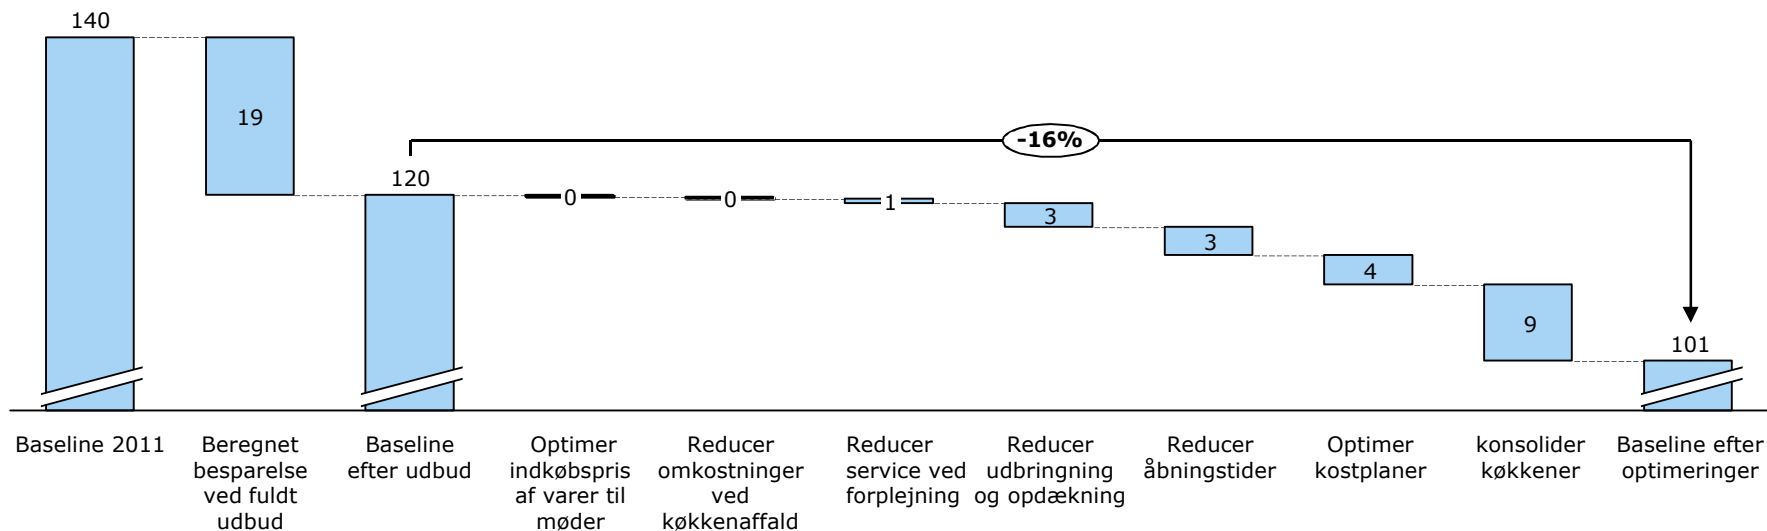 140
19
120
-16%
0
0
1
3
3
4
9
101
Baseline 2011
Beregnet
besparelse
ved fuldt
udbud
Baseline
efter udbud
Optimer
indkøbspris
af varer til
møder
Reducer
omkostninger
ved
køkkenaffald
Reducer
service ved
forplejning
Reducer
udbringning
og opdækning
Reducer
åbningstider
Optimer
kostplaner
konsolider
køkkener
Baseline efter
optimeringer